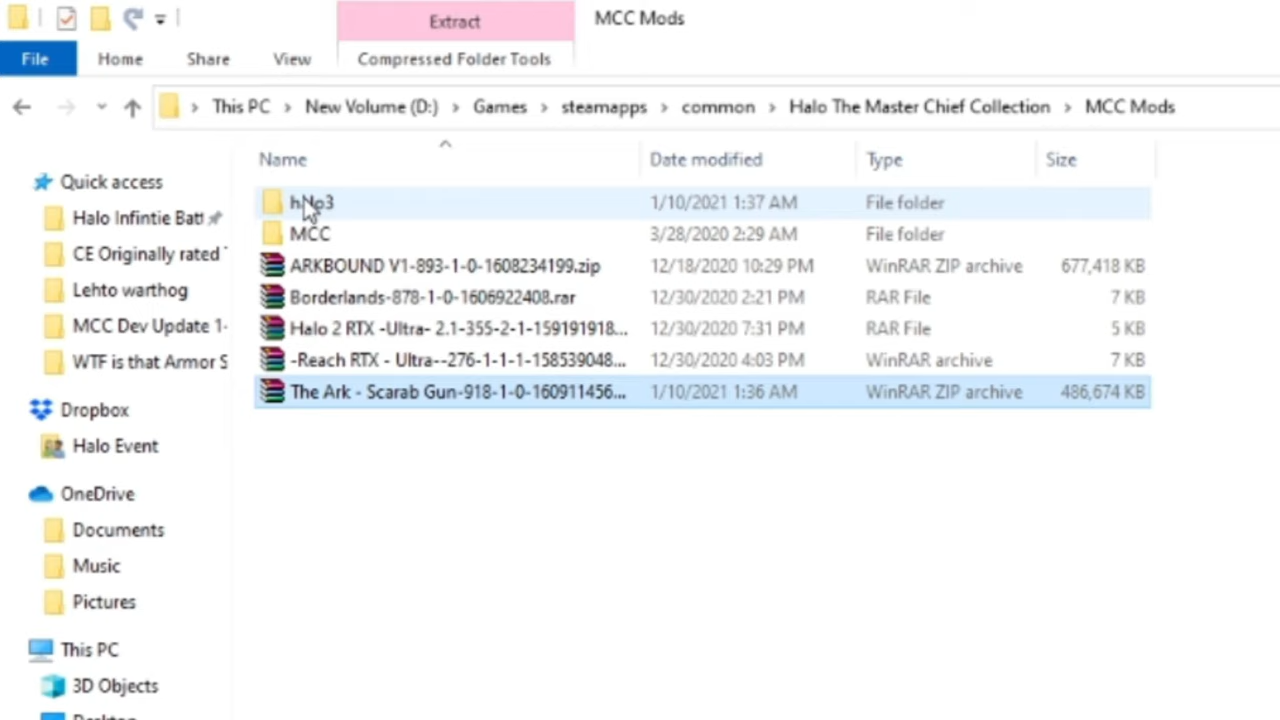 Extract
MCC Mods
File
Home
Share
View
Compressed Folder Tools
This PC > New Volume (D:) > Games > steamapps > common > Halo The Master Chief Collection > MCC Mods
Name Date modified Type Size
1/10/2021 1:37 AM File folder
MCC 3/28/2020 2:29 AM File folder
ARKBOUND V1-893-1-0-1608234199.zip 12/18/2020 10:29 PM WinRAR ZIP archive 677,418 KB
Borderlands-878-1-0-1606922408.rar 12/30/2020 2:21 PM RAR File 7 KB
Halo 2 RTX -Ultra- 2.1-355-2-1-159191918... 12/30/2020 7:31 PM RAR File 5 KB
-Reach RTX - Ultra--276-1-1-1-158539048... 12/30/2020 4:03 PM WinRAR archive 7 KB
The Ark - Scarab Gun-918-1-0-160911456... 1/10/2021 1:36 AM WinRAR ZIP archive 486,674 KB
Quick access
Halo Infintie Batt
CE Originally rated
Lehto warthog
MCC Dev Update 1-
WTF is that Armor S
Dropbox
Halo Event
OneDrive
Documents
Music
Pictures
This PC
3D Objects
Desktop